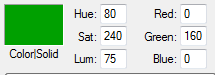 Hue: 80 Red: 0
Sat: 240 Green: 160
Color|Solid Lum: 75 Blue: 0